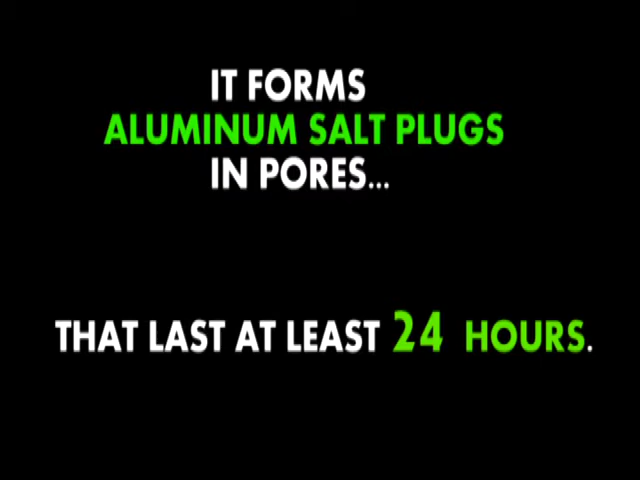 IT FORMS
ALUMINUM SALT PLUGS
IN PORES...
THAT LAST AT LEAST 24 HOURS.